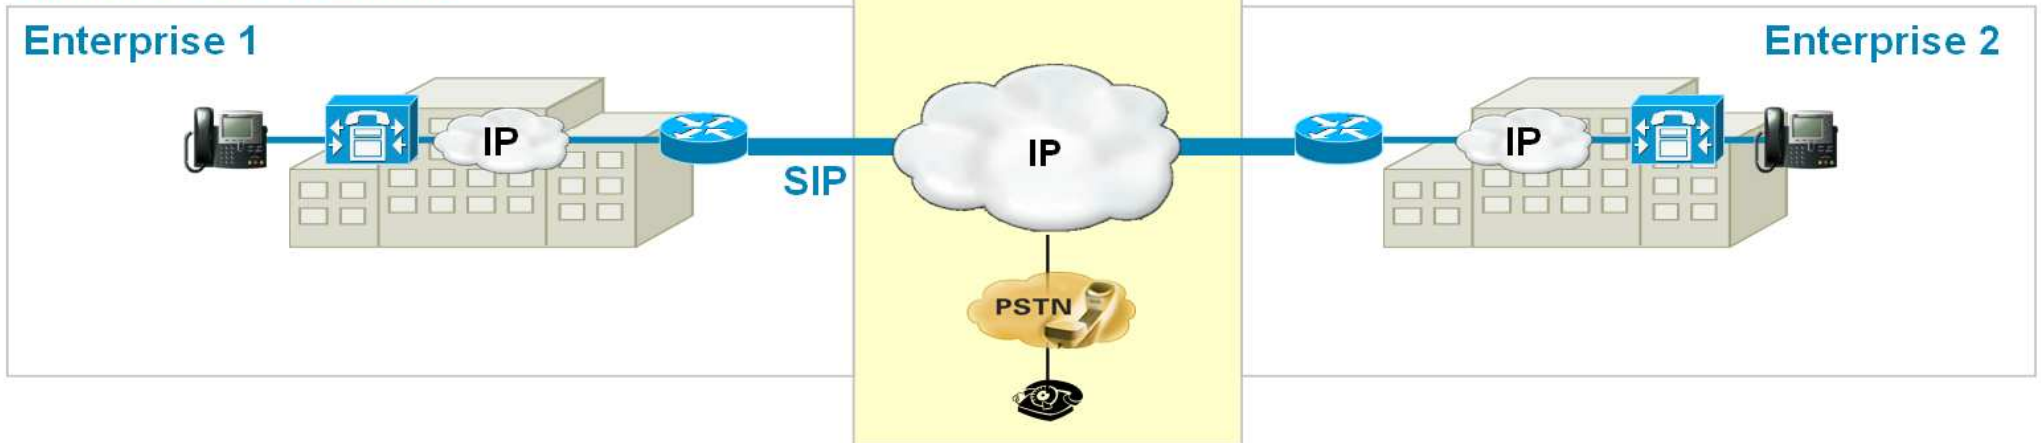 Enterprise 1
Enterprise 2
IP
IP
IP
SIP
PSTN